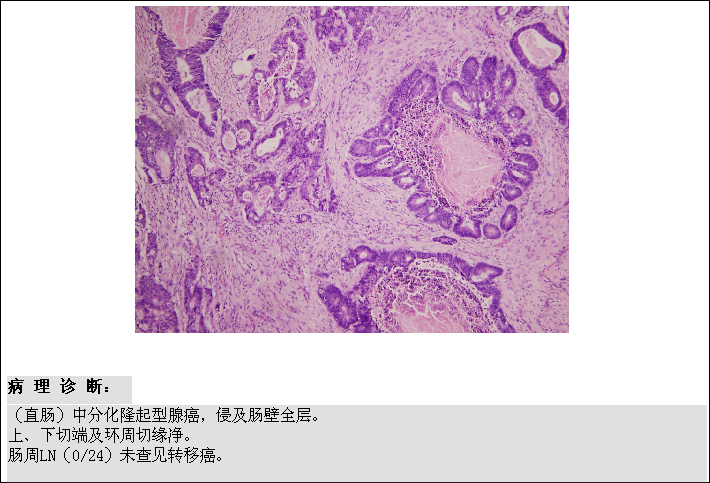 病 理 诊 断：
（直肠）中分化隆起型腺癌，侵及肠壁全层。
上、下切端及环周切缘净。
肠周LN（0/24）未查见转移癌。